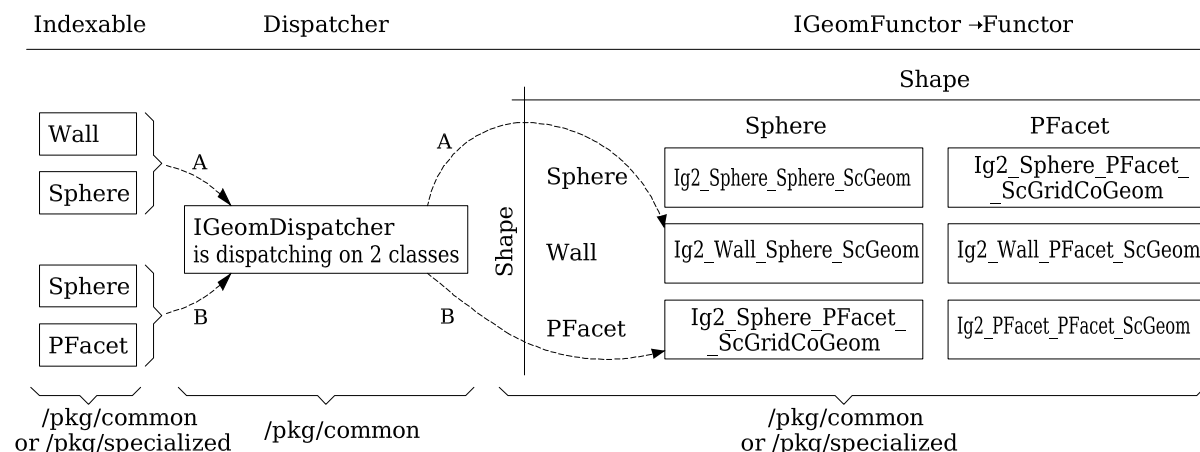 Indexable
Dispatcher
IGeomFunctor →Functor
Shape
Sphere
PFacet
Wall
Sphere
A
A
Sphere
Ig2_Sphere_Sphere_ScGeom
Ig2_Sphere_PFacet_
_ScGridCoGeom
IGeomDispatcher
is dispatching on 2 classes
Shape
Wall
Ig2_Wall_Sphere_ScGeom
Ig2_Wall_PFacet_ScGeom
Sphere
PFacet
B
B
PFacet
Ig2_Sphere_PFacet_
_ScGridCoGeom
Ig2_PFacet_PFacet_ScGeom
/pkg/common
or /pkg/specialized
/pkg/common
/pkg/common
or /pkg/specialized